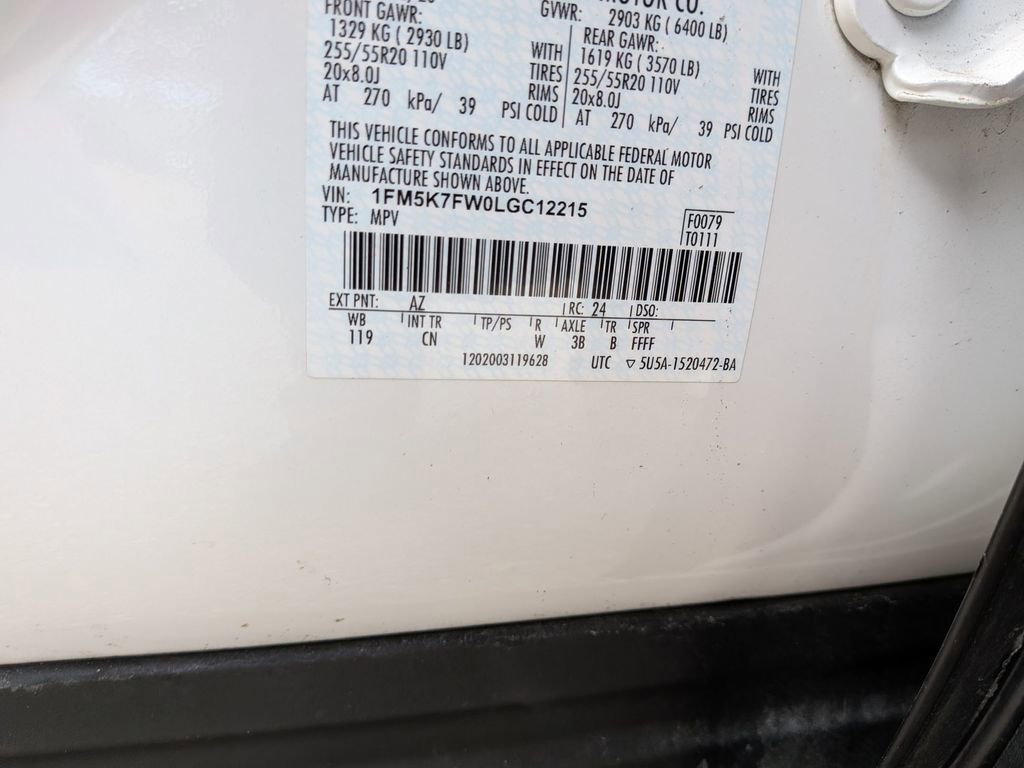 MOTOR CO.
FRONT GAWR: GVWR: 2903 KG ( 6400 LB)
1329 KG ( 2930 LB) WITH REAR GAWR:
255/55R20 110V TIRES 1619 KG ( 3570 LB) WITH
20x8.0J RIMS 255/55R20 110V TIRES
AT 270 kPa/ 39 PSI COLD 20x8.0J RIMS
AT 270 kPa/ 39 PSI COLD
THIS VEHICLE CONFORMS TO ALL APPLICABLE FEDERAL MOTOR
VEHICLE SAFETY STANDARDS IN EFFECT ON THE DATE OF
MANUFACTURE SHOWN ABOVE.
VIN: 1FM5K7FW0LGC12215
TYPE: MPV F0079
T0111
EXT PNT: AZ RC: 24 DSO:
WB INT TR TP/PS R AXLE TR SPR
119 CN W 3B B FFFF
1202003119628 UTC ▽ 5U5A-1520472-BA